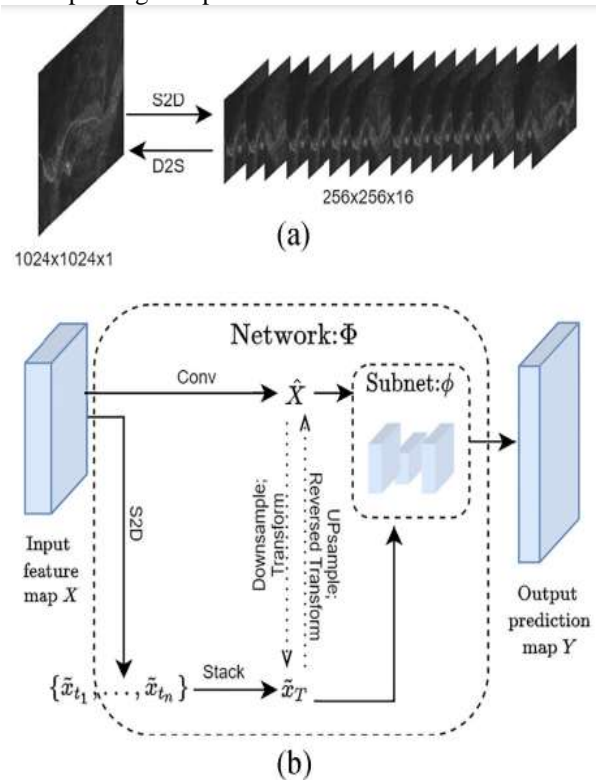 S2D
D2S
256x256x16
(a)
1024x1024x1
Network:Φ
Conv
X̂
Subnet:ϕ
S2D
Downsample;
Transform
UPsample;
Reversed Transform
Input
feature
map X
Output
prediction
map Y
{x̃ₜ₁, . . . , x̃ₜₙ}
Stack
x̃_T
(b)